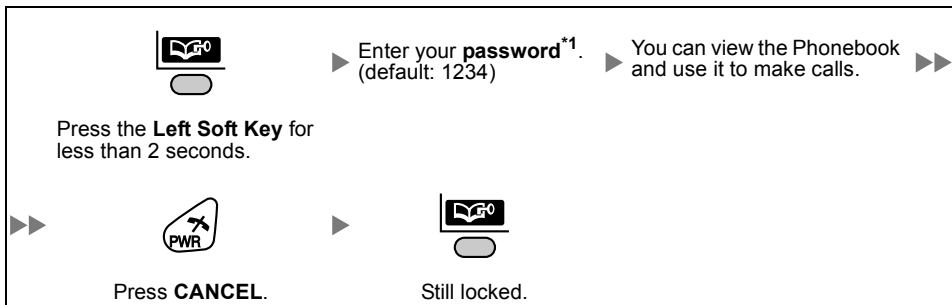 Enter your password*1.
(default: 1234)
You can view the Phonebook
and use it to make calls.
Press the Left Soft Key for
less than 2 seconds.
PWR
Press CANCEL.
Still locked.